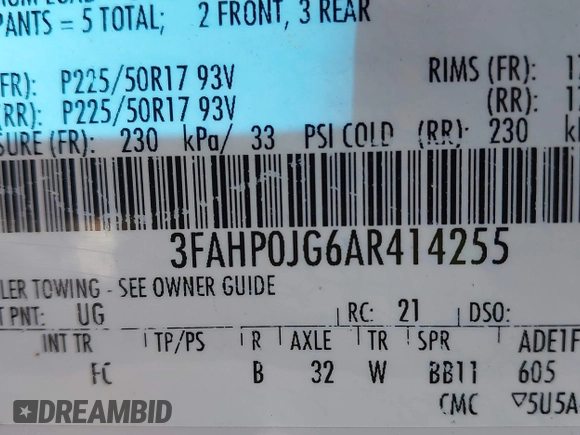 PANTS = 5 TOTAL; 2 FRONT, 3 REAR
(FR): P225/50R17 93V RIMS (FR):
(RR): P225/50R17 93V (RR):
SURE (FR): 230 kPa/ 33 PSI COLD (RR): 230
3FAHP0JG6AR414255
LER TOWING - SEE OWNER GUIDE
PNT: UG RC: 21 DSO:
INT TR TP/PS R AXLE TR SPR ADE1F
B 32 W BB11 605
CMC ▽5U5A
DREAMBID